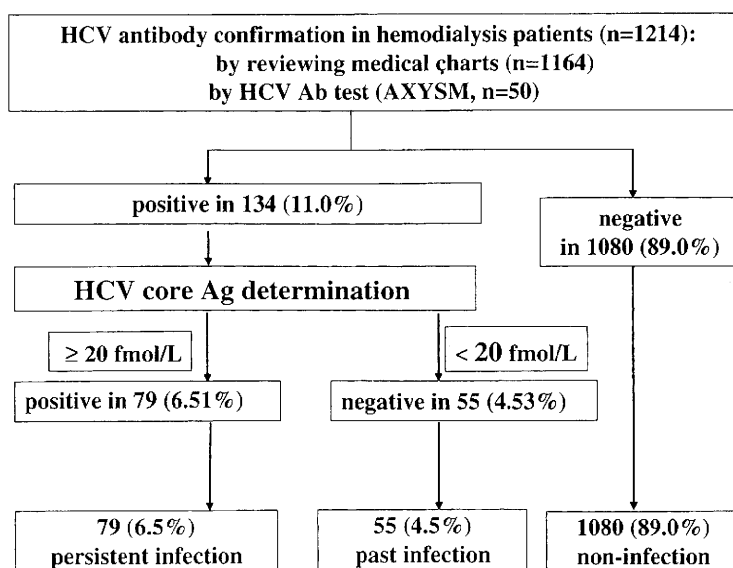 HCV antibody confirmation in hemodialysis patients (n=1214):
by reviewing medical charts (n=1164)
by HCV Ab test (AXYSM, n=50)
positive in 134 (11.0%)
negative
in 1080 (89.0%)
HCV core Ag determination
≥ 20 fmol/L
< 20 fmol/L
positive in 79 (6.51%)
negative in 55 (4.53%)
79 (6.5%)
persistent infection
55 (4.5%)
past infection
1080 (89.0%)
non-infection